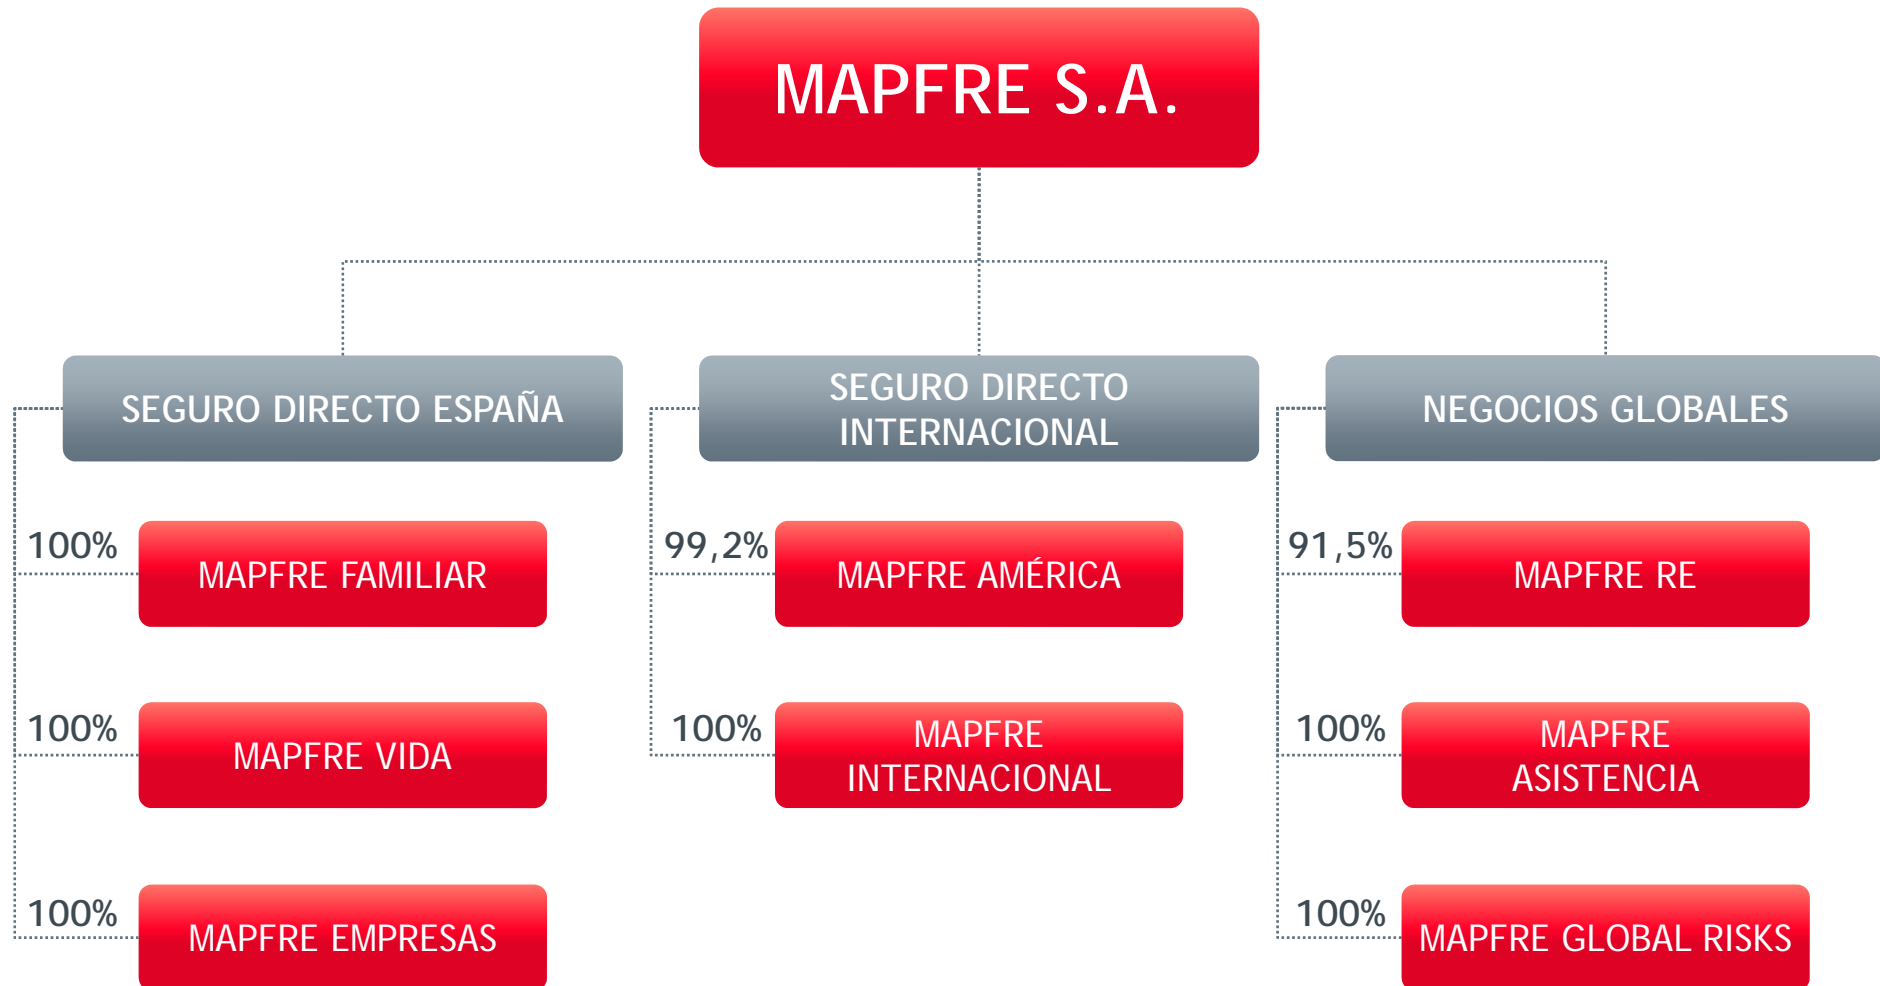 MAPFRE S.A.
SEGURO DIRECTO ESPAÑA
SEGURO DIRECTO
INTERNACIONAL
NEGOCIOS GLOBALES
100%
MAPFRE FAMILIAR
99,2%
MAPFRE AMÉRICA
91,5%
MAPFRE RE
100%
MAPFRE VIDA
100%
MAPFRE
INTERNACIONAL
100%
MAPFRE
ASISTENCIA
100%
MAPFRE EMPRESAS
100%
MAPFRE GLOBAL RISKS